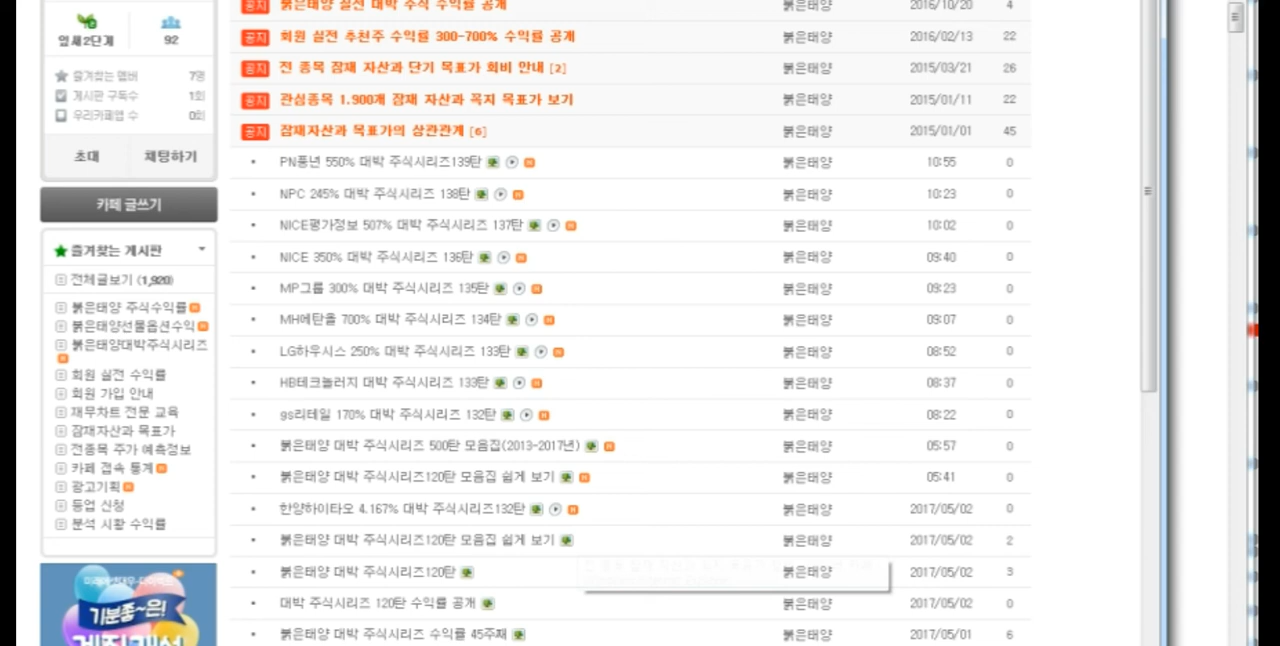 잎새2단계
92
즐겨찾는 멤버 7명
게시판 구독수 1회
우리카페앱 수 0회
초대 채팅하기
카페 글쓰기
즐겨찾는 게시판
전체글보기 (1,920)
붉은태양 주식수익률
붉은태양선물옵션수익
붉은태양대박주식시리즈
회원 실전 수익률
회원 가입 안내
재무차트 전문 교육
잠재자산과 목표가
전종목 주가 예측정보
카페 접속 통계
광고기획
등업 신청
분석 시황 수익률
기분좋~은!
공지 붉은태양 실전 대박 주식 수익률 공개 붉은태양 2016/10/20 4
공지 회원 실전 추천주 수익률 300-700% 수익률 공개 붉은태양 2016/02/13 22
공지 전 종목 잠재 자산과 단기 목표가 회비 안내 [2] 붉은태양 2015/03/21 26
공지 관심종목 1.900개 잠재 자산과 꼭지 목표가 보기 붉은태양 2015/01/11 22
공지 잠재자산과 목표가의 상관관계 [6] 붉은태양 2015/01/01 45
PN풍년 550% 대박 주식시리즈139탄 붉은태양 10:55 0
NPC 245% 대박 주식시리즈 138탄 붉은태양 10:23 0
NICE평가정보 507% 대박 주식시리즈 137탄 붉은태양 10:02 0
NICE 350% 대박 주식시리즈 136탄 붉은태양 09:40 0
MP그룹 300% 대박 주식시리즈 135탄 붉은태양 09:23 0
MH에탄올 700% 대박 주식시리즈 134탄 붉은태양 09:07 0
LG하우시스 250% 대박 주식시리즈 133탄 붉은태양 08:52 0
HB테크놀러지 대박 주식시리즈 133탄 붉은태양 08:37 0
gs리테일 170% 대박 주식시리즈 132탄 붉은태양 08:22 0
붉은태양 대박 주식시리즈 500탄 모음집(2013-2017년) 붉은태양 05:57 0
붉은태양 대박 주식시리즈120탄 모음집 쉽게 보기 붉은태양 05:41 0
한양하이타오 4.167% 대박 주식시리즈132탄 붉은태양 2017/05/02 0
붉은태양 대박 주식시리즈120탄 모음집 쉽게 보기 붉은태양 2017/05/02 2
붉은태양 대박 주식시리즈120탄 붉은태양 2017/05/02 3
대박 주식시리즈 120탄 수익률 공개 붉은태양 2017/05/02 0
붉은태양 대박 주식시리즈 수익률 45주째 붉은태양 2017/05/01 6